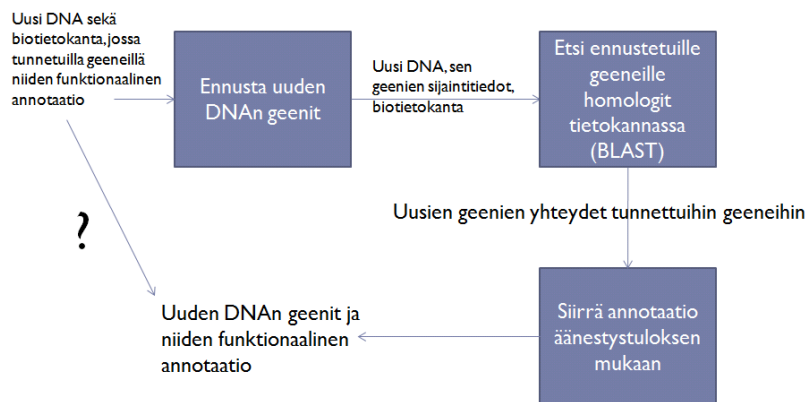 Uusi DNA sekä
biotietokanta, jossa
tunnetuilla geeneillä
niiden funktionaalinen
annotaatio
Ennusta uuden
DNAn geenit
Uusi DNA, sen
geenien sijaintitiedot,
biotietokanta
Etsi ennustetuille
geeneille
homologit
tietokannassa
(BLAST)
Uusien geenien yhteydet tunnettuihin geeneihin
?
Uuden DNAn geenit ja
niiden funktionaalinen
annotaatio
Siirrä annotaatio
äänestystuloksen
mukaan